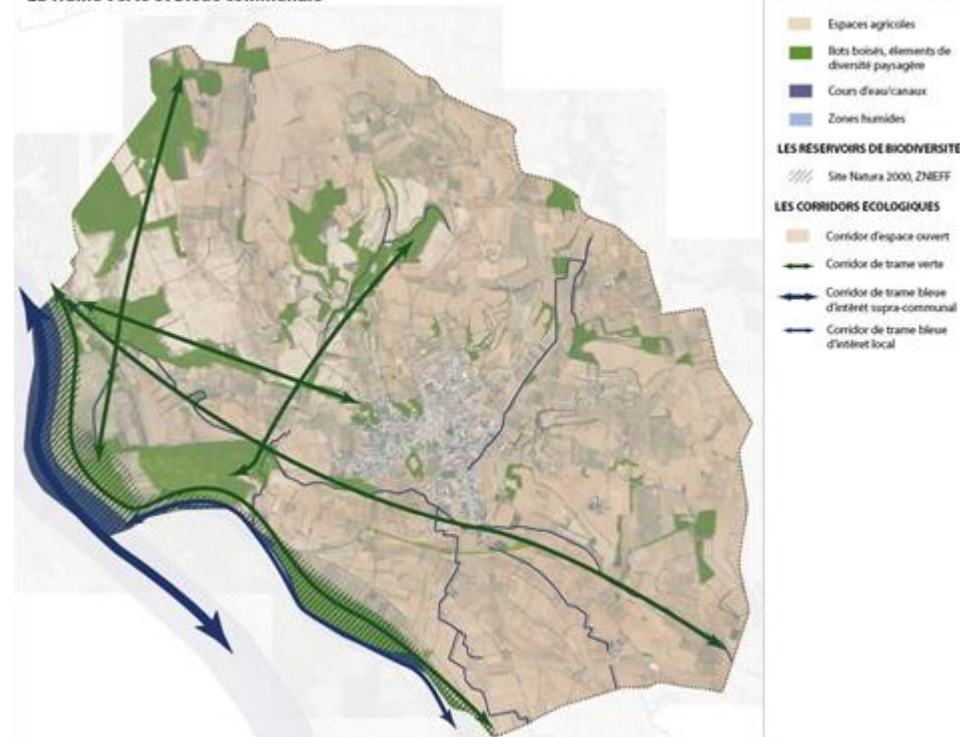 Espaces agricoles
Ilots boisés, élements de
diversité paysagère
Cours d'eau/canaux
Zones humides
LES RÉSERVOIRS DE BIODIVERSITÉ
Site Natura 2000, ZNIEFF
LES CORRIDORS ÉCOLOGIQUES
Corridor d'espace ouvert
Corridor de trame verte
Corridor de trame bleue
d'intérêt supra-communal
Corridor de trame bleue
d'intéret local